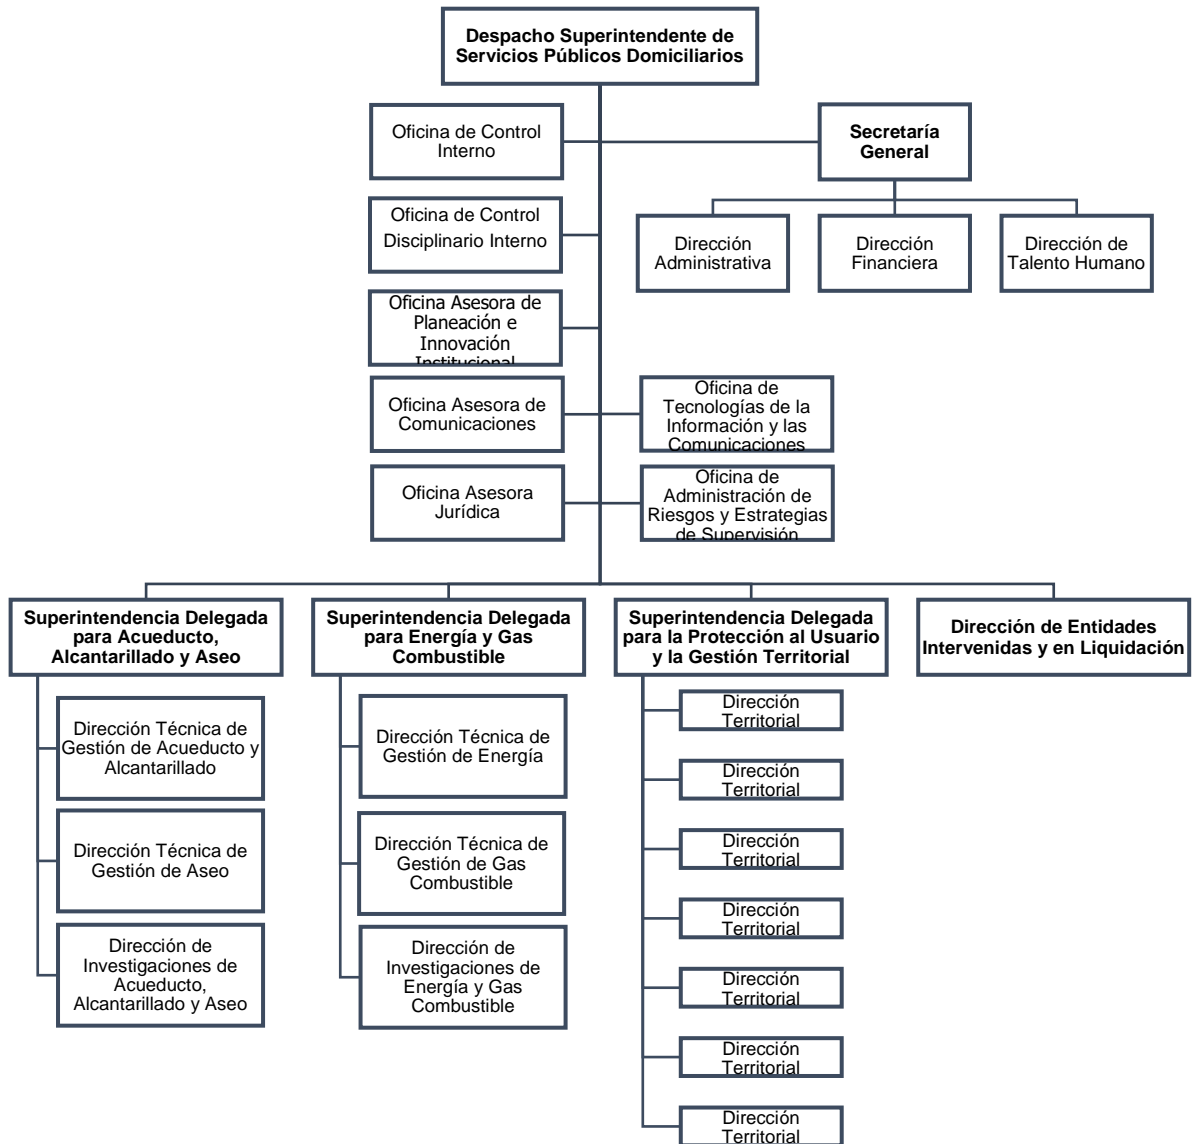 Despacho Superintendente de
Servicios Públicos Domiciliarios
Oficina de Control
Interno
Secretaría
General
Oficina de Control
Disciplinario Interno
Dirección
Administrativa
Dirección
Financiera
Dirección de
Talento Humano
Oficina Asesora de
Planeación e
Innovación
Institucional
Oficina Asesora de
Comunicaciones
Oficina de
Tecnologías de la
Información y las
Comunicaciones
Oficina Asesora
Jurídica
Oficina de
Administración de
Riesgos y Estrategias
de Supervisión
Superintendencia Delegada
para Acueducto,
Alcantarillado y Aseo
Superintendencia Delegada
para Energía y Gas
Combustible
Superintendencia Delegada
para la Protección al Usuario
y la Gestión Territorial
Dirección de Entidades
Intervenidas y en Liquidación
Dirección Técnica de
Gestión de Acueducto y
Alcantarillado
Dirección Técnica de
Gestión de Aseo
Dirección de
Investigaciones de
Acueducto,
Alcantarillado y Aseo
Dirección Técnica de
Gestión de Energía
Dirección Técnica de
Gestión de Gas
Combustible
Dirección de
Investigaciones de
Energía y Gas
Combustible
Dirección
Territorial
Dirección
Territorial
Dirección
Territorial
Dirección
Territorial
Dirección
Territorial
Dirección
Territorial
Dirección
Territorial